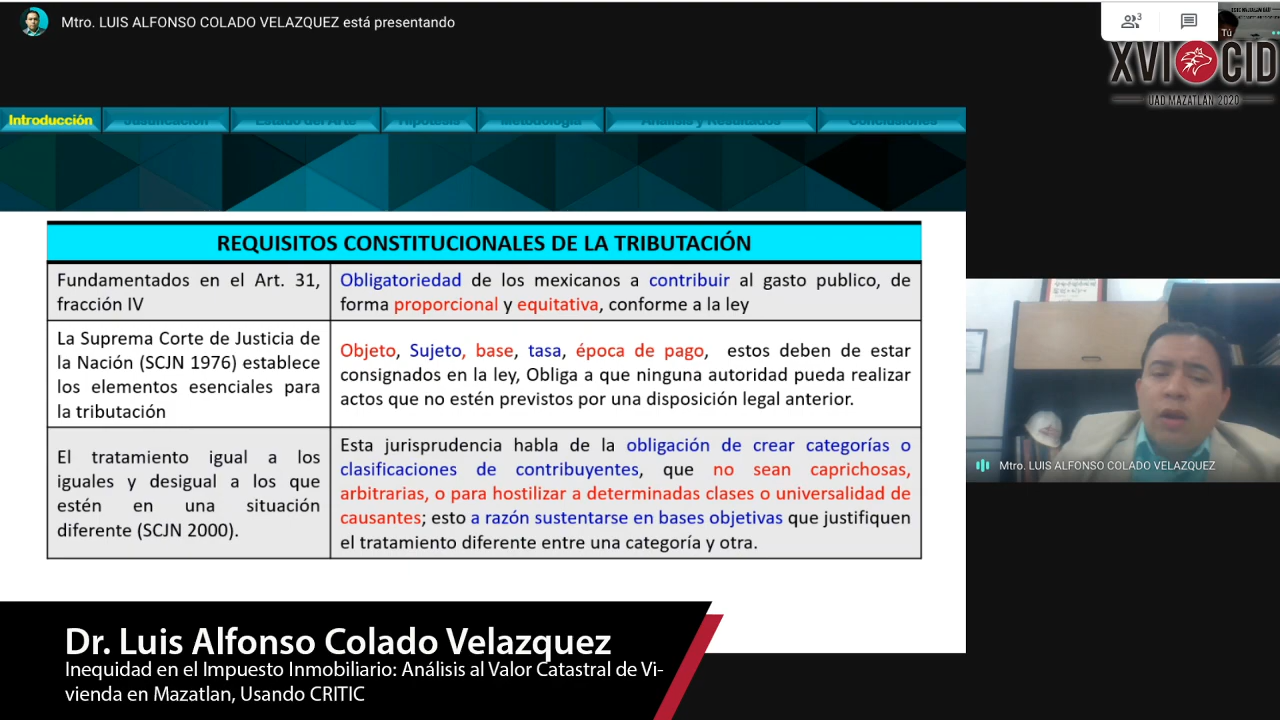 Mtro. LUIS ALFONSO COLADO VELAZQUEZ está presentando
3
Tú
XVI CID
UAD MAZATLÁN 2020
Introducción
REQUISITOS CONSTITUCIONALES DE LA TRIBUTACIÓN
Fundamentados en el Art. 31,
fracción IV
Obligatoriedad de los mexicanos a contribuir al gasto publico, de
forma proporcional y equitativa, conforme a la ley
La Suprema Corte de Justicia de
la Nación (SCJN 1976) establece
los elementos esenciales para
la tributación
Objeto, Sujeto, base, tasa, época de pago, estos deben de estar
consignados en la ley, Obliga a que ninguna autoridad pueda realizar
actos que no estén previstos por una disposición legal anterior.
El tratamiento igual a los
iguales y desigual a los que
estén en una situación
diferente (SCJN 2000).
Esta jurisprudencia habla de la obligación de crear categorías o
clasificaciones de contribuyentes, que no sean caprichosas,
arbitrarias, o para hostilizar a determinadas clases o universalidad de
causantes; esto a razón sustentarse en bases objetivas que justifiquen
el tratamiento diferente entre una categoría y otra.
Mtro. LUIS ALFONSO COLADO VELAZQUEZ
Dr. Luis Alfonso Colado Velazquez
Inequidad en el Impuesto Inmobiliario: Análisis al Valor Catastral de Vi-
vienda en Mazatlan, Usando CRITIC